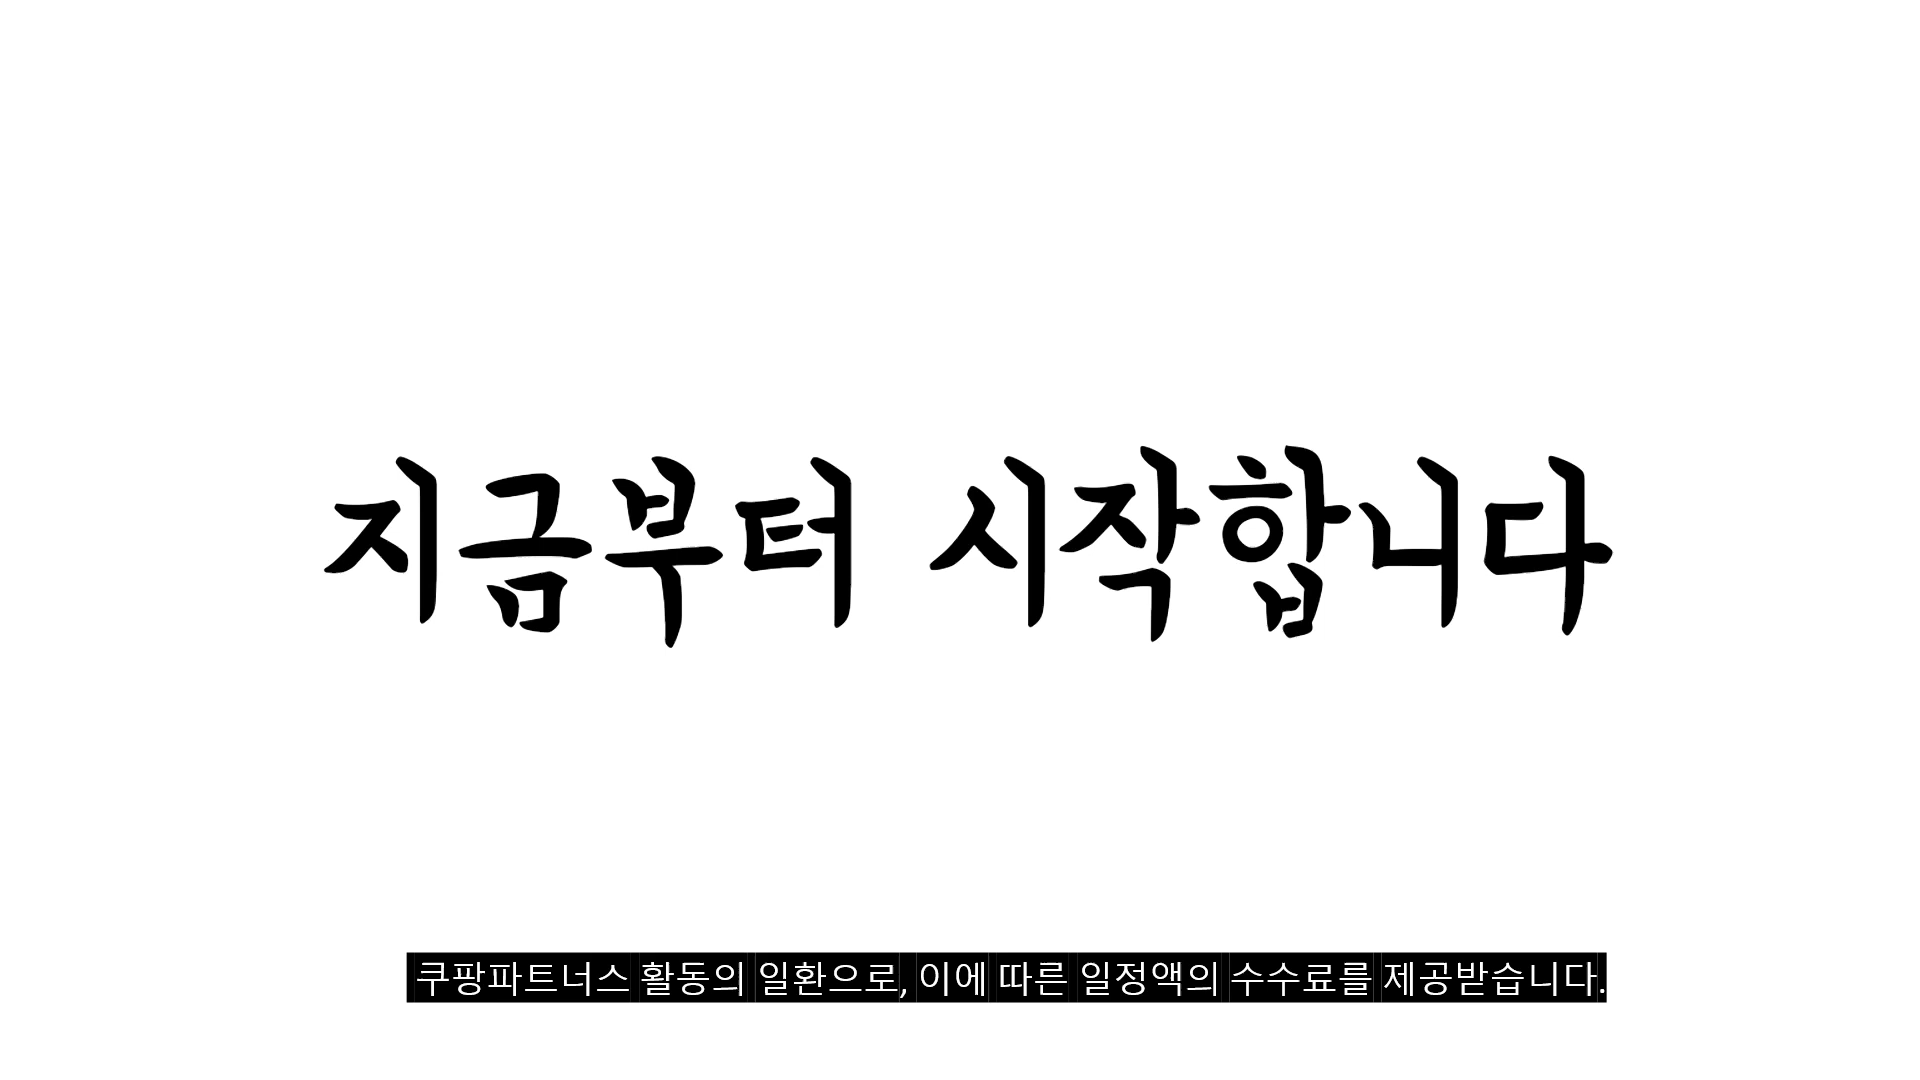 지금부터 시작합니다
쿠팡파트너스 활동의 일환으로, 이에 따른 일정액의 수수료를 제공받습니다.